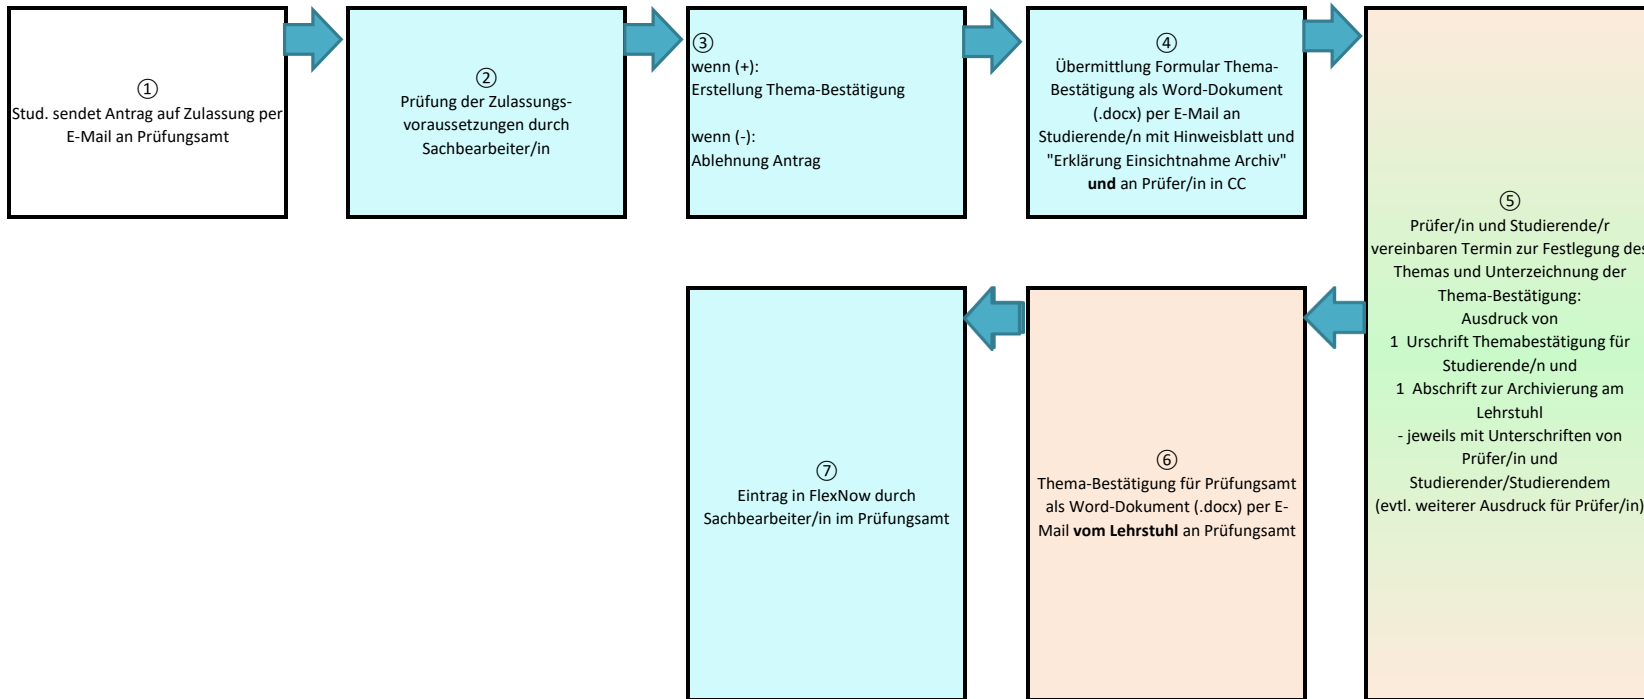 ①
Stud. sendet Antrag auf Zulassung per
E-Mail an Prüfungsamt
②
Prüfung der Zulassungs-
voraussetzungen durch
Sachbearbeiter/in
③
wenn (+):
Erstellung Thema-Bestätigung
wenn (-):
Ablehnung Antrag
④
Übermittlung Formular Thema-
Bestätigung als Word-Dokument
(.docx) per E-Mail an
Studierende/n mit Hinweisblatt und
"Erklärung Einsichtnahme Archiv"
und an Prüfer/in in CC
⑤
Prüfer/in und Studierende/r
vereinbaren Termin zur Festlegung des
Themas und Unterzeichnung der
Thema-Bestätigung:
Ausdruck von
1 Urschrift Themabestätigung für
Studierende/n und
1 Abschrift zur Archivierung am
Lehrstuhl
- jeweils mit Unterschriften von
Prüfer/in und
Studierender/Studierendem
(evtl. weiterer Ausdruck für Prüfer/in)
⑥
Thema-Bestätigung für Prüfungsamt
als Word-Dokument (.docx) per E-
Mail vom Lehrstuhl an Prüfungsamt
⑦
Eintrag in FlexNow durch
Sachbearbeiter/in im Prüfungsamt